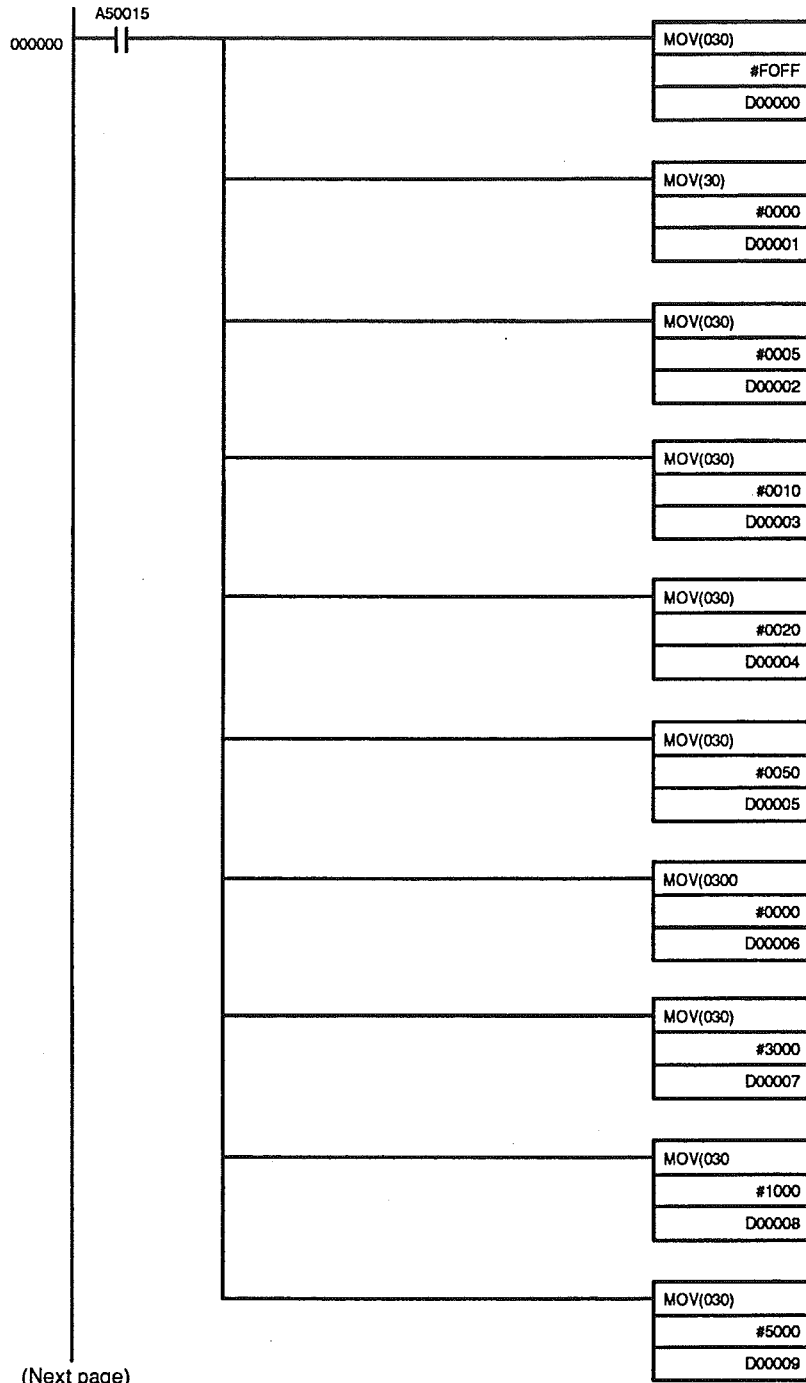 A50015
000000
MOV(030)
#FOFF
D00000
MOV(30)
#0000
D00001
MOV(030)
#0005
D00002
MOV(030)
#0010
D00003
MOV(030)
#0020
D00004
MOV(030)
#0050
D00005
MOV(0300
#0000
D00006
MOV(030)
#3000
D00007
MOV(030
#1000
D00008
MOV(030)
#5000
D00009
(Next page)